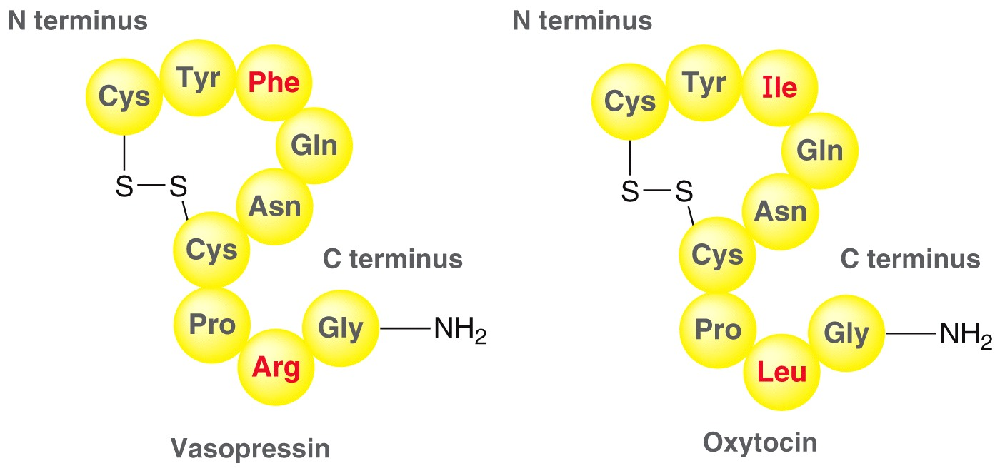 N terminus
Cys
Tyr
Phe
Gln
Asn
S
S
Cys
Pro
Arg
Gly
NH₂
C terminus
Vasopressin
N terminus
Cys
Tyr
Ile
Gln
Asn
S
S
Cys
Pro
Leu
Gly
NH₂
C terminus
Oxytocin